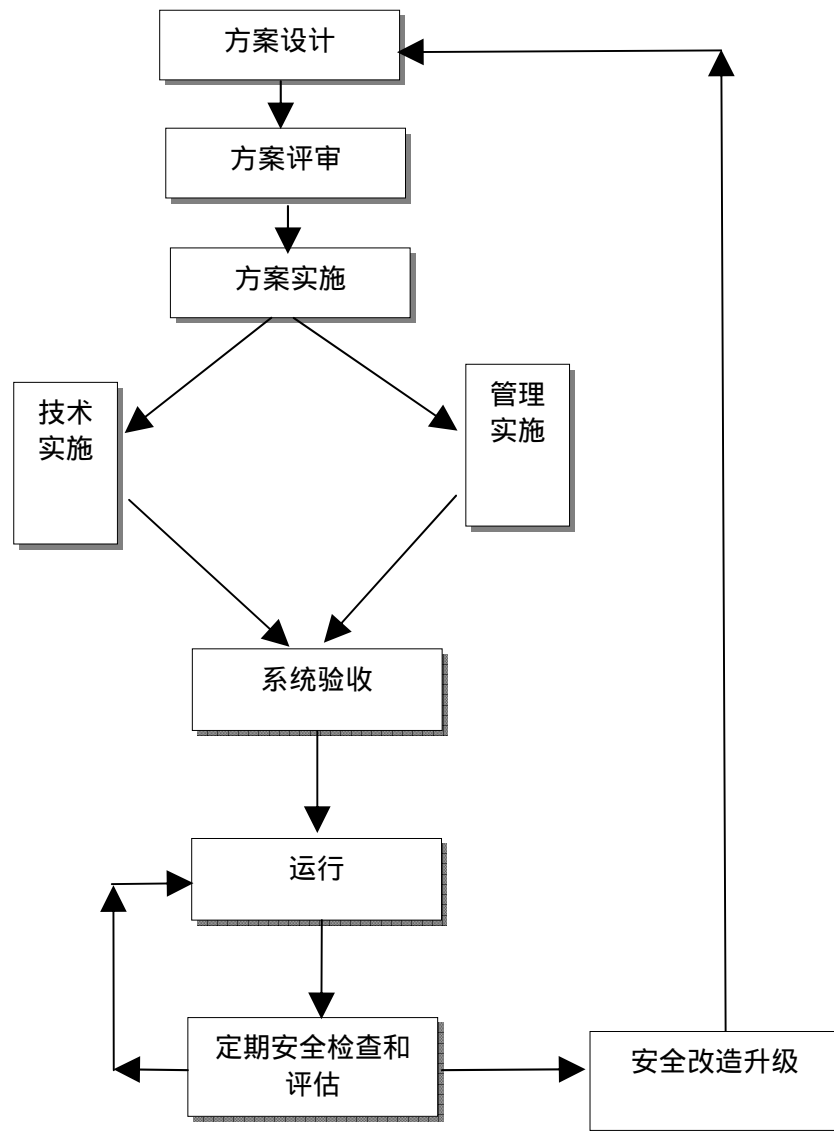 方案设计
方案评审
方案实施
技术
实施
管理
实施
系统验收
运行
定期安全检查和
评估
安全改造升级